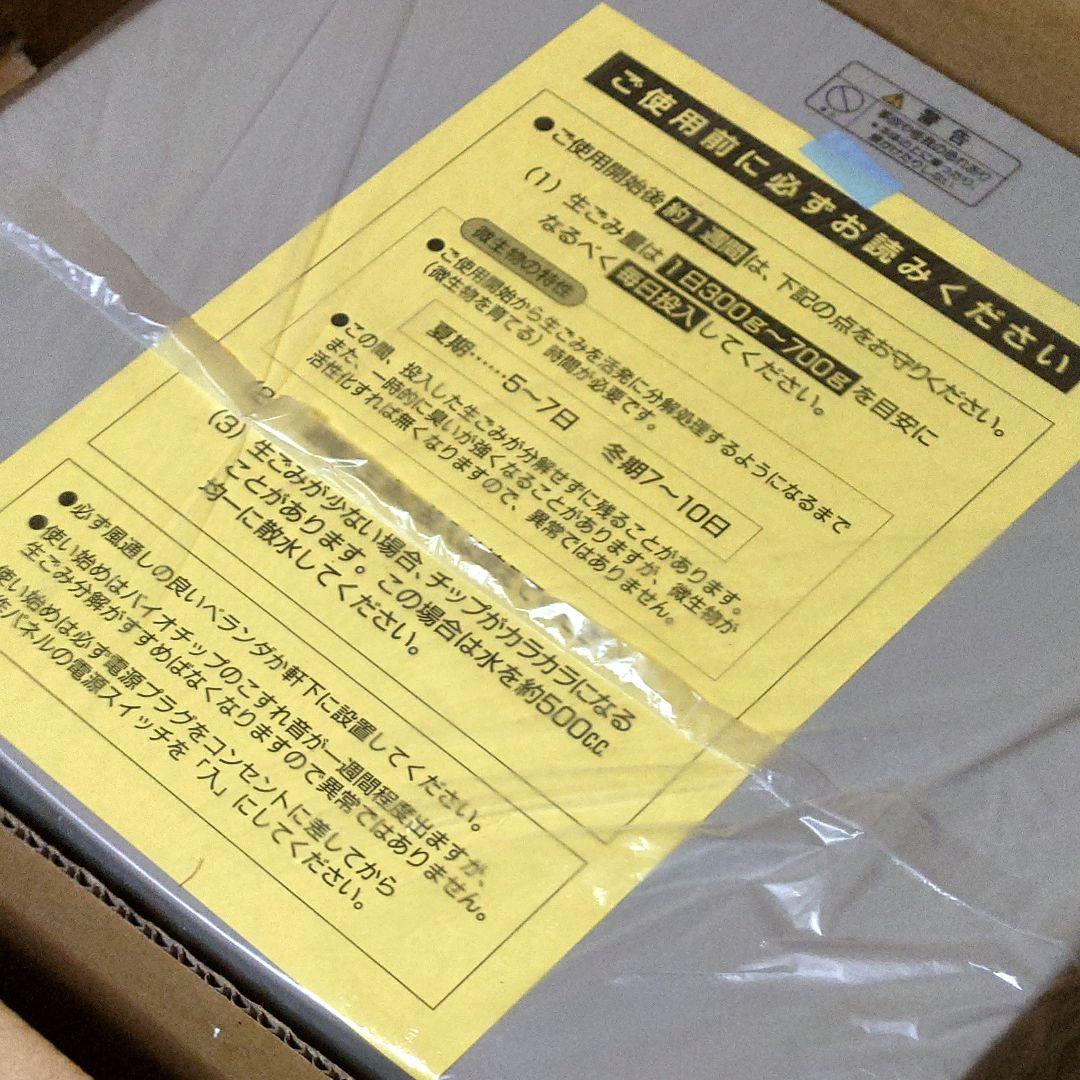 ご使用前に必ずお読みください
●ご使用開始後約1週間は、下記の点をお守りください。
(1) 生ごみ量は1日300g〜700gを目安に
なるべく毎日投入してください。
微生物の特性
●ご使用開始から生ごみを活発に分解処理するようになるまで
(微生物を育てる)時間が必要です。
夏期……5〜7日 冬期7〜10日
●この間、投入した生ごみが分解せずに残ることがあります。
また、一時的に臭いが強くなることがありますが、微生物が
活性化すれば無くなりますので、異常ではありません。
(3) 生ごみが少ない場合、チップがカラカラになる
ことがあります。この場合は水を約500cc
均一に散水してください。
●必ず風通しの良いベランダか軒下に設置してください。
●使い始めはバイオチップのこすれ音が一週間程度出ますが、
生ごみ分解がすすめばなくなりますので異常ではありません。
使い始めは必ず電源プラグをコンセントに差してから
パネルの電源スイッチを「入」にしてください。
警告